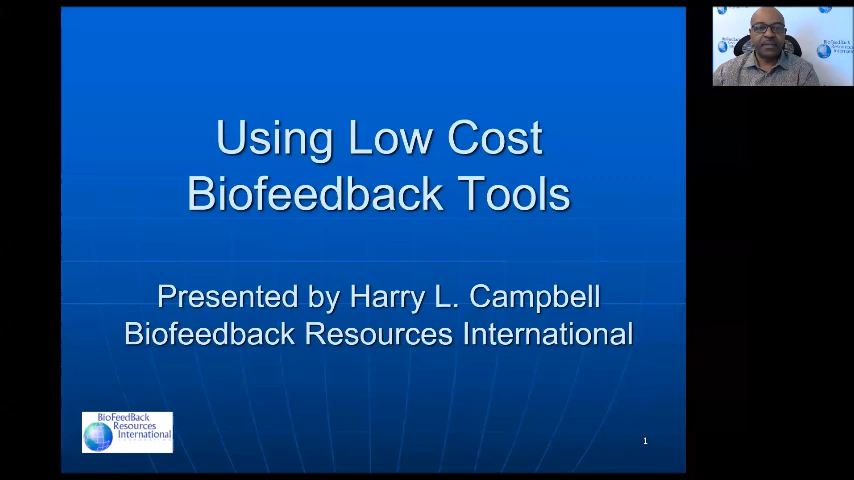 Using Low Cost
Biofeedback Tools
Presented by Harry L. Campbell
Biofeedback Resources International
BioFeedBack
Resources
International
1